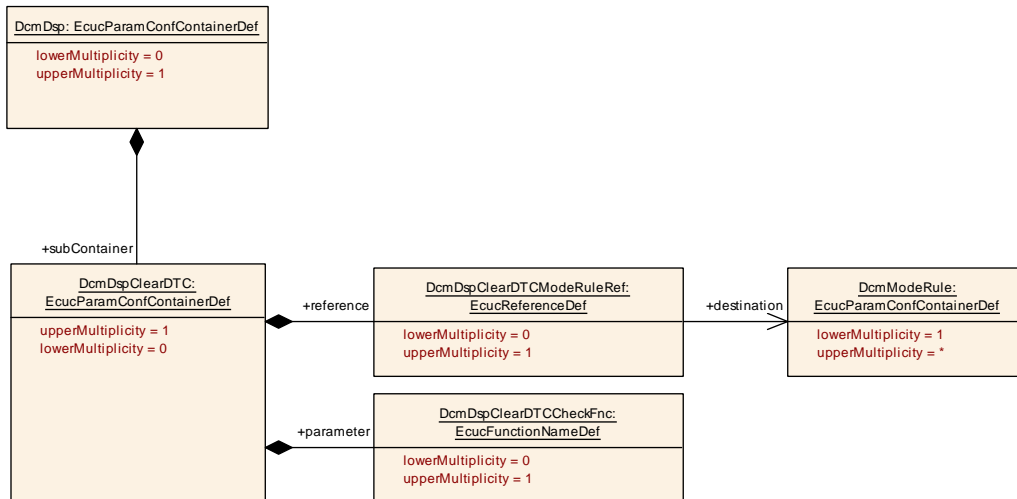 DcmDsp: EcucParamConfContainerDef
lowerMultiplicity = 0
upperMultiplicity = 1
+subContainer
DcmDspClearDTC:
EcucParamConfContainerDef
upperMultiplicity = 1
lowerMultiplicity = 0
+reference
DcmDspClearDTCModeRuleRef:
EcucReferenceDef
lowerMultiplicity = 0
upperMultiplicity = 1
+destination
DcmModeRule:
EcucParamConfContainerDef
lowerMultiplicity = 1
upperMultiplicity = *
+parameter
DcmDspClearDTCCheckFnc:
EcucFunctionNameDef
lowerMultiplicity = 0
upperMultiplicity = 1